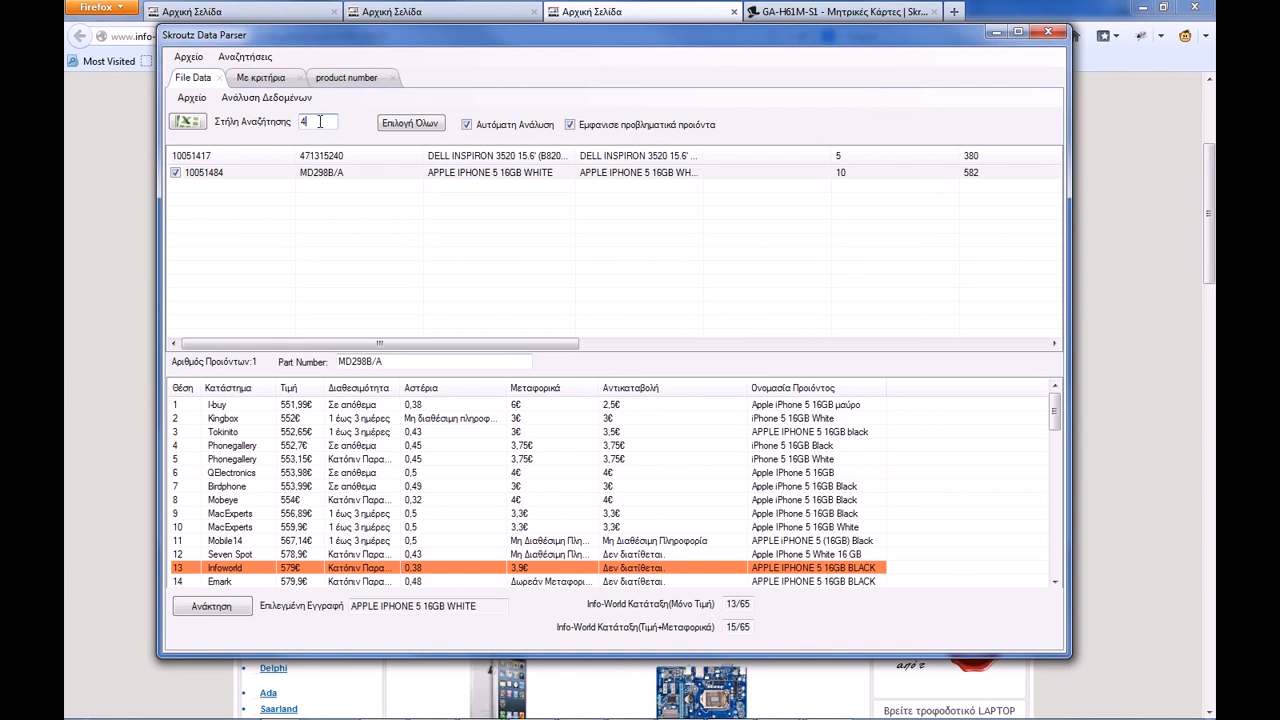 Firefox
Αρχική Σελίδα
Αρχική Σελίδα
Αρχική Σελίδα
GA-H61M-S1 - Μητρικές Κάρτες | Skr...
www.info-
Most Visited
Skroutz Data Parser
Αρχείο Αναζητήσεις
File Data Με κριτήρια product number
Αρχείο Ανάλυση Δεδομένων
Στήλη Αναζήτησης 4 Επιλογή Όλων Αυτόματη Ανάλυση Εμφανισε προβληματικα προιόντα
10051417 471315240 DELL INSPIRON 3520 15.6' (B820... DELL INSPIRON 3520 15.6' ... 5 380
10051484 MD298B/A APPLE IPHONE 5 16GB WHITE APPLE IPHONE 5 16GB WH... 10 582
Αριθμός Προιόντων:1 Part Number: MD298B/A
Θέση Κατάστημα Τιμή Διαθεσιμότητα Αστέρια Μεταφορικά Αντικαταβολή Ονομασία Προιόντος
1 I-buy 551,99€ Σε απόθεμα 0,38 6€ 2,5€ Apple iPhone 5 16GB μαύρο
2 Kingbox 552€ 1 έως 3 ημέρες Μη διαθέσιμη πληροφ... 3€ 3€ iPhone 5 16GB White
3 Tokinito 552,65€ 1 έως 3 ημέρες 0,43 3€ 3,5€ APPLE IPHONE 5 16GB black
4 Phonegallery 552,7€ Σε απόθεμα 0,45 3,75€ 3,75€ iPhone 5 16GB Black
5 Phonegallery 553,15€ Κατόπιν Παρα... 0,45 3,75€ 3,75€ iPhone 5 16GB White
6 QElectronics 553,98€ Σε απόθεμα 0,5 4€ 4€ Apple IPhone 5 16GB
7 Birdphone 553,99€ Σε απόθεμα 0,49 3€ 3€ Apple iPhone 5 16GB Black
8 Mobeye 554€ Κατόπιν Παρα... 0,32 4€ 4€ Apple iPhone 5 16GB Black
9 MacExperts 556,89€ 1 έως 3 ημέρες 0,5 3,3€ 3,3€ Apple iPhone 5 16GB Black
10 MacExperts 559,9€ 1 έως 3 ημέρες 0,5 3,3€ 3,3€ Apple iPhone 5 16GB White
11 Mobile14 567,14€ 1 έως 3 ημέρες 0,5 Μη Διαθέσιμη Πλη... Μη Διαθέσιμη Πληροφορία APPLE iPHONE 5 (16GB) Black
12 Seven Spot 578,9€ Κατόπιν Παρα... 0,43 Μη Διαθέσιμη Πλη... Δεν διατίθεται. Apple IPhone 5 White 16 GB
13 Infoworld 579€ Κατόπιν Παρα... 0,38 3,9€ Δεν διατίθεται. APPLE IPHONE 5 16GB BLACK
14 Emark 579,9€ Κατόπιν Παρα... 0,48 Δωρεάν Μεταφορι... Δεν διατίθεται. APPLE IPHONE 5 16GB BLACK
Ανάκτηση Επιλεγμένη Εγγραφή APPLE IPHONE 5 16GB WHITE Info-World Κατάταξη(Μόνο Τιμή) 13/65
Info-World Κατάταξη(Τιμή+Μεταφορικά) 15/65
Delphi
Ada
Saarland
από τ
Βρείτε τροφοδοτικό LAPTOP